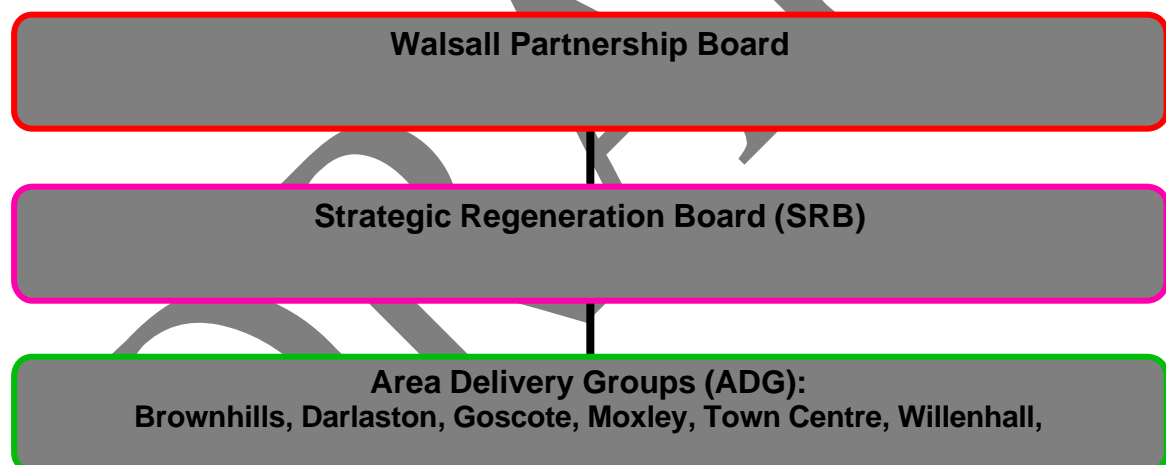 Walsall Partnership Board
Strategic Regeneration Board (SRB)
Area Delivery Groups (ADG):
Brownhills, Darlaston, Goscote, Moxley, Town Centre, Willenhall,